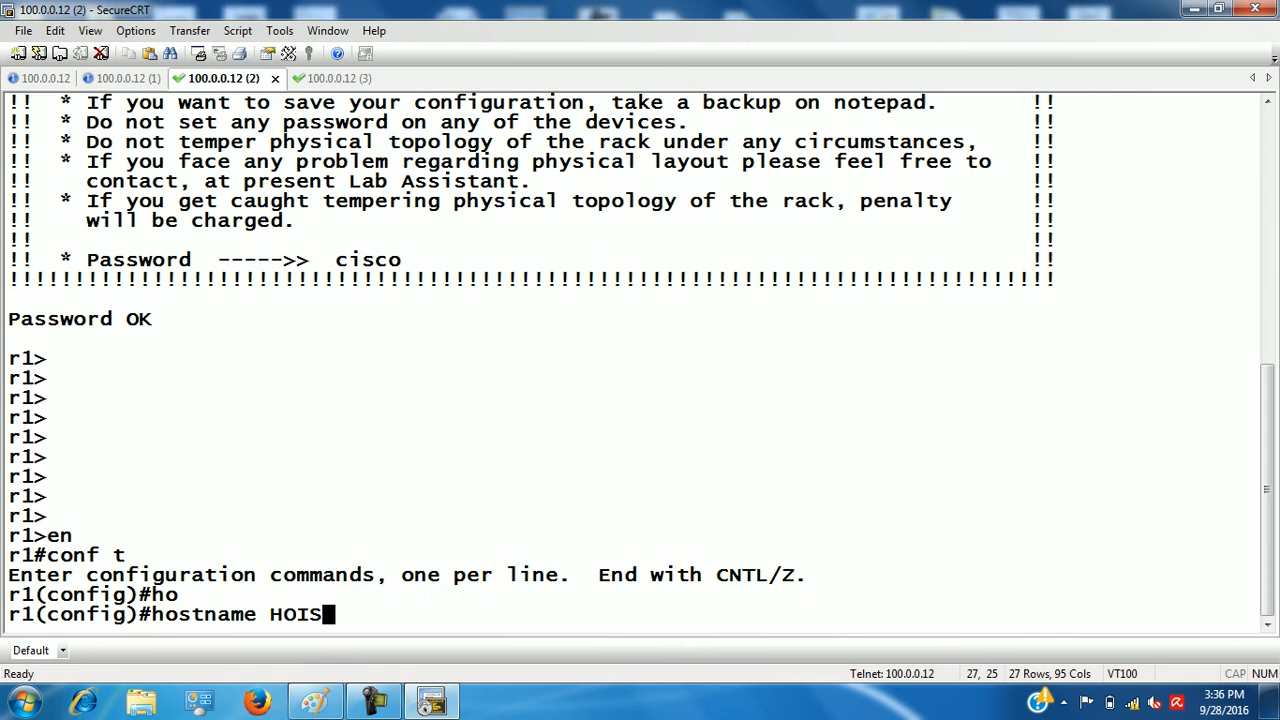 100.0.0.12 (2) - SecureCRT
File Edit View Options Transfer Script Tools Window Help
100.0.0.12 100.0.0.12 (1) 100.0.0.12 (2) × 100.0.0.12 (3)
!! * If you want to save your configuration, take a backup on notepad. !!
!! * Do not set any password on any of the devices. !!
!! * Do not temper physical topology of the rack under any circumstances, !!
!! * If you face any problem regarding physical layout please feel free to !!
!! contact, at present Lab Assistant. !!
!! * If you get caught tempering physical topology of the rack, penalty !!
!! will be charged. !!
!! !!
!! * Password ----->> cisco !!
!!!!!!!!!!!!!!!!!!!!!!!!!!!!!!!!!!!!!!!!!!!!!!!!!!!!!!!!!!!!!!!!!!!!!!!!!!!!!!!!
Password OK
r1>
r1>
r1>
r1>
r1>
r1>
r1>
r1>
r1>
r1>en
r1#conf t
Enter configuration commands, one per line. End with CNTL/Z.
r1(config)#ho
r1(config)#hostname HOIS
Default
Ready Telnet: 100.0.0.12 27, 25 27 Rows, 95 Cols VT100 CAP NUM
3:36 PM
9/28/2016